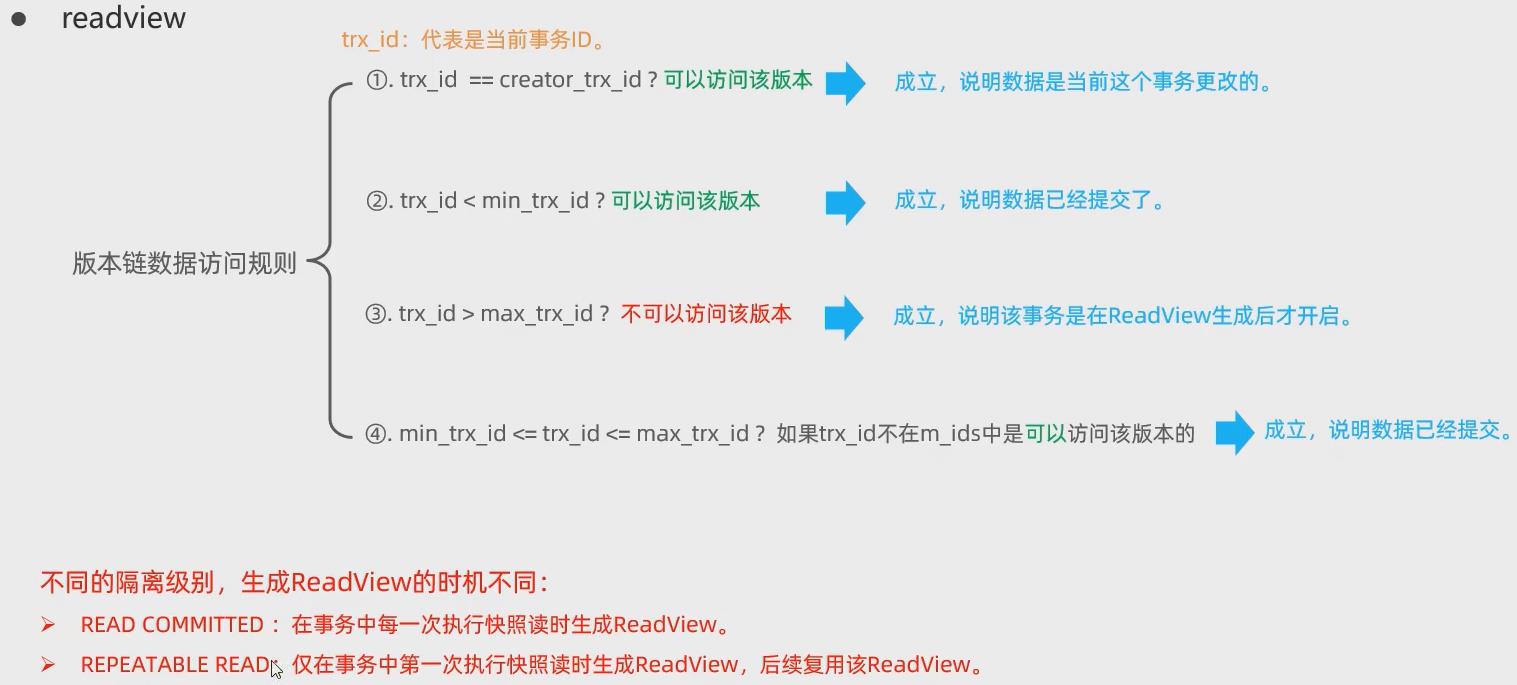 ● readview
trx_id：代表是当前事务ID。
①. trx_id == creator_trx_id ? 可以访问该版本 成立，说明数据是当前这个事务更改的。
②. trx_id < min_trx_id ? 可以访问该版本 成立，说明数据已经提交了。
版本链数据访问规则
③. trx_id > max_trx_id ? 不可以访问该版本 成立，说明该事务是在ReadView生成后才开启。
④. min_trx_id <= trx_id <= max_trx_id ? 如果trx_id不在m_ids中是可以访问该版本的 成立，说明数据已经提交。
不同的隔离级别，生成ReadView的时机不同：
➢ READ COMMITTED ：在事务中每一次执行快照读时生成ReadView。
➢ REPEATABLE READ：仅在事务中第一次执行快照读时生成ReadView，后续复用该ReadView。